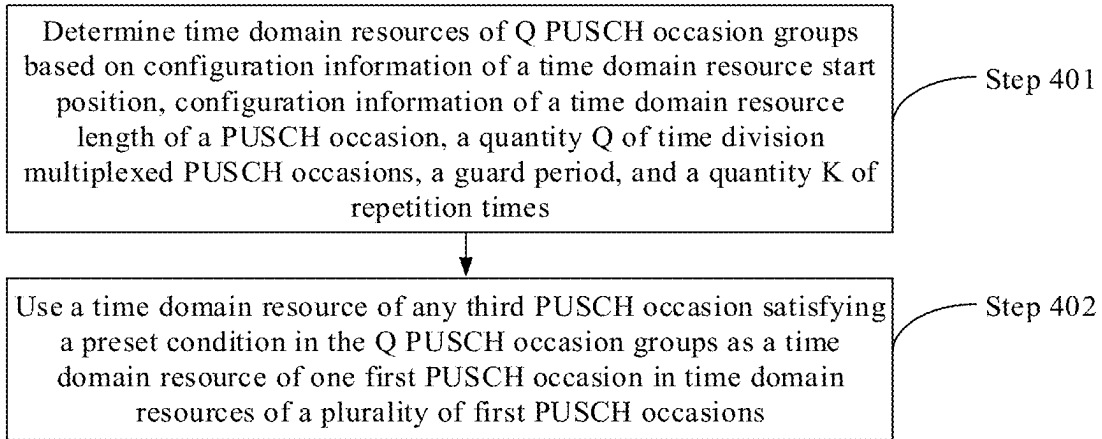 Determine time domain resources of Q PUSCH occasion groups
based on configuration information of a time domain resource start
position, configuration information of a time domain resource
length of a PUSCH occasion, a quantity Q of time division
multiplexed PUSCH occasions, a guard period, and a quantity K of
repetition times
Step 401
Use a time domain resource of any third PUSCH occasion satisfying
a preset condition in the Q PUSCH occasion groups as a time
domain resource of one first PUSCH occasion in time domain
resources of a plurality of first PUSCH occasions
Step 402